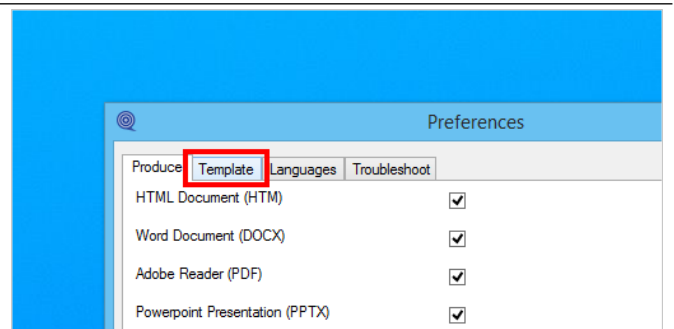 Preferences
Produce Template Languages Troubleshoot
HTML Document (HTM)
Word Document (DOCX)
Adobe Reader (PDF)
Powerpoint Presentation (PPTX)